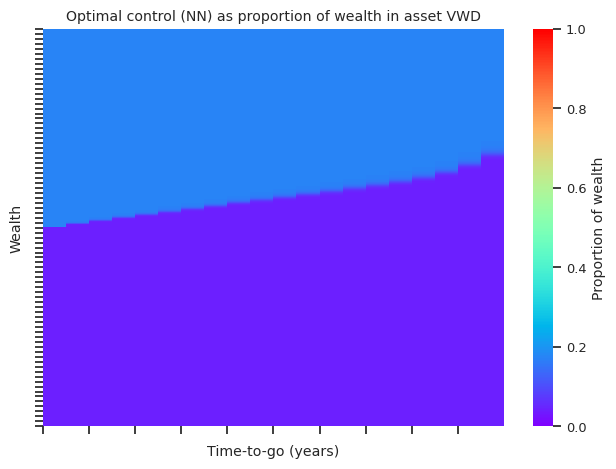 Optimal control (NN) as proportion of wealth in asset VWD
Wealth
Time-to-go (years)
1.0
0.8
0.6
0.4
0.2
0.0
Proportion of wealth